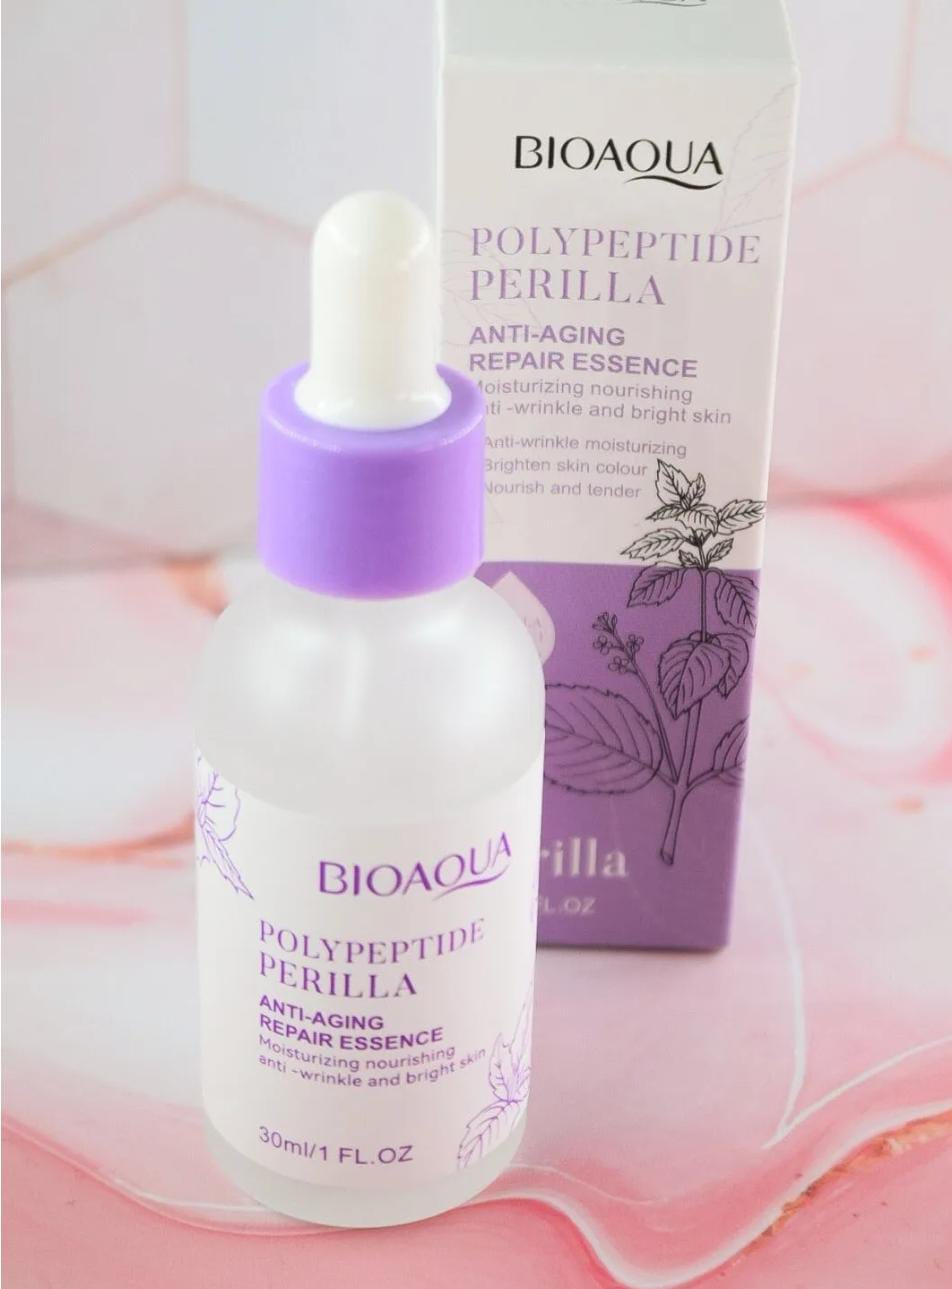 BIOAQUA
POLYPEPTIDE
PERILLA
ANTI-AGING
REPAIR ESSENCE
Moisturizing nourishing
-wrinkle and bright skin
Anti-wrinkle moisturizing
Brighten skin colour
Nourish and tender
FL.OZ
BIOAQUA
POLYPEPTIDE
PERILLA
ANTI-AGING
REPAIR ESSENCE
Moisturizing nourishing
anti -wrinkle and bright skin
30ml/1 FL.OZ